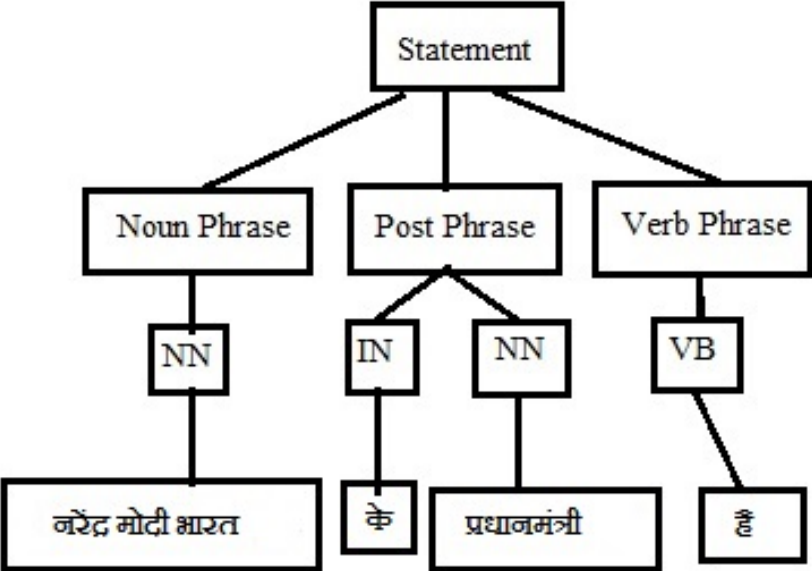 Statement
Noun Phrase Post Phrase Verb Phrase
NN IN NN VB
नरेंद्र मोदी भारत के प्रधानमंत्री हैं